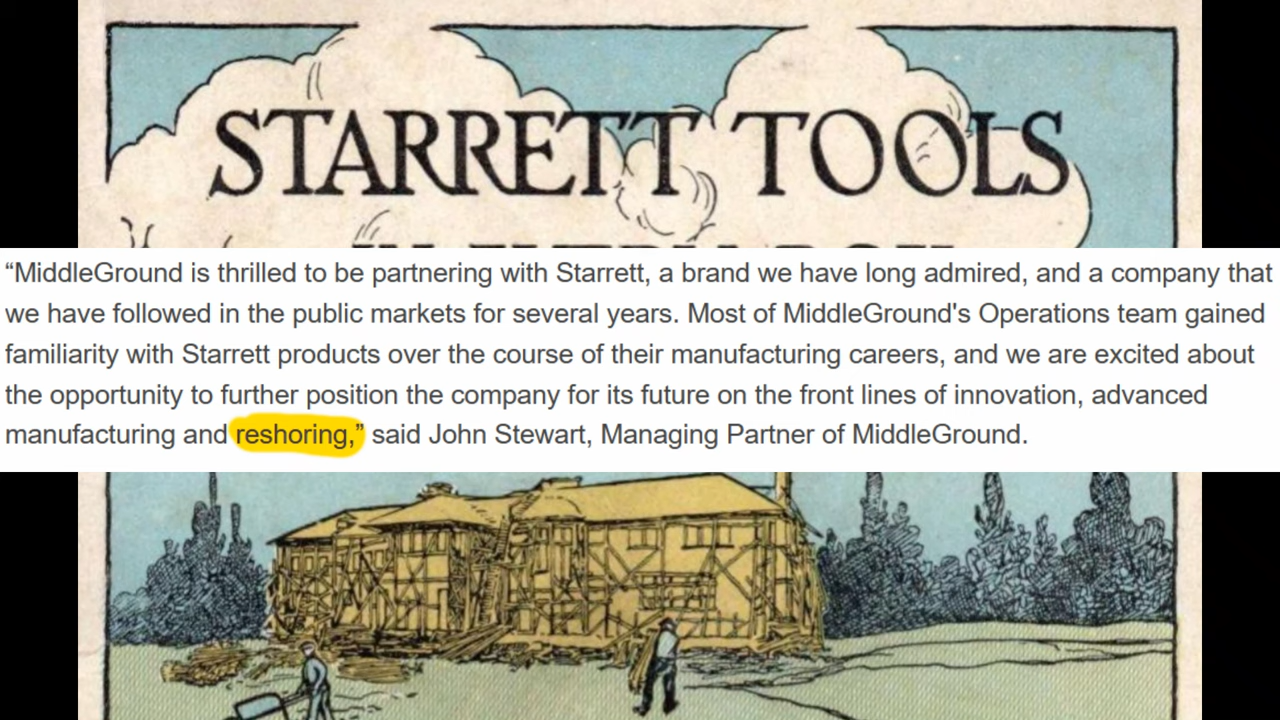 STARRETT TOOLS
“MiddleGround is thrilled to be partnering with Starrett, a brand we have long admired, and a company that
we have followed in the public markets for several years. Most of MiddleGround's Operations team gained
familiarity with Starrett products over the course of their manufacturing careers, and we are excited about
the opportunity to further position the company for its future on the front lines of innovation, advanced
manufacturing and reshoring,” said John Stewart, Managing Partner of MiddleGround.